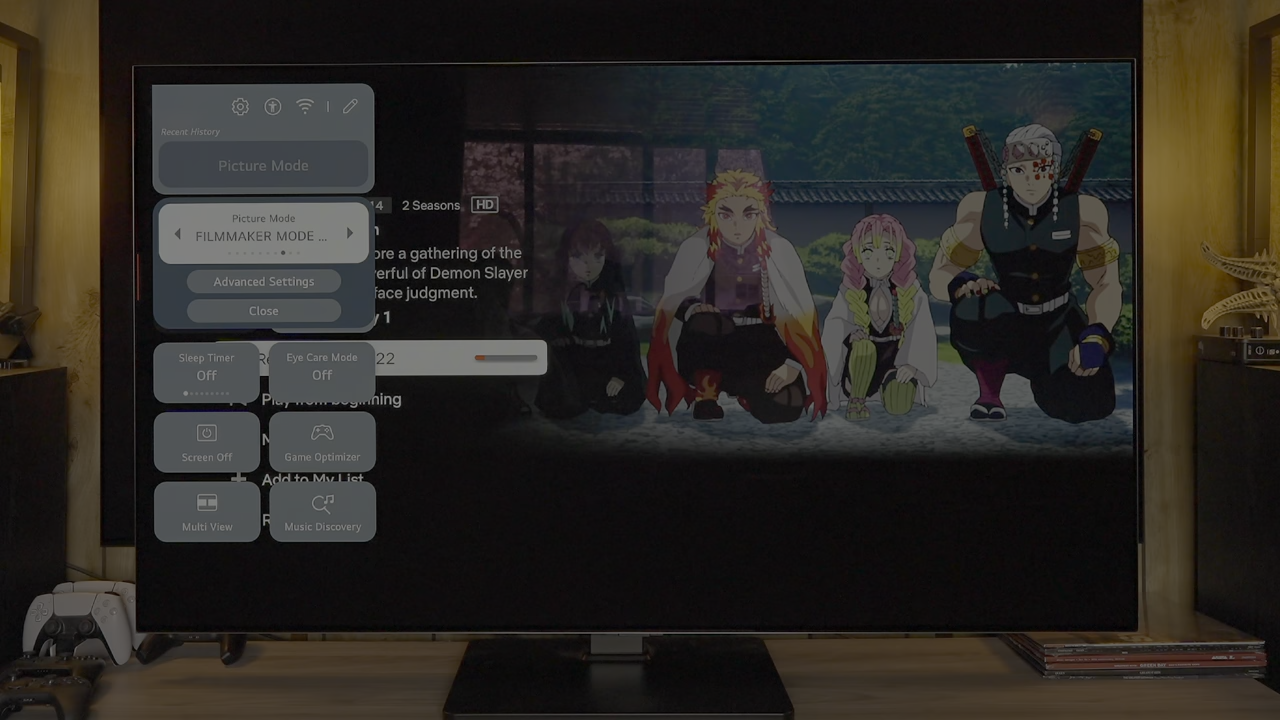 Recent History
Picture Mode
Picture Mode
FILMMAKER MODE ...
Advanced Settings
Close
14 2 Seasons HD
ore a gathering of the
verful of Demon Slayer
face judgment.
y 1
22
Sleep Timer
Off
Eye Care Mode
Off
Play from beginning
Screen Off
Game Optimizer
Add to My List
Multi View
Music Discovery